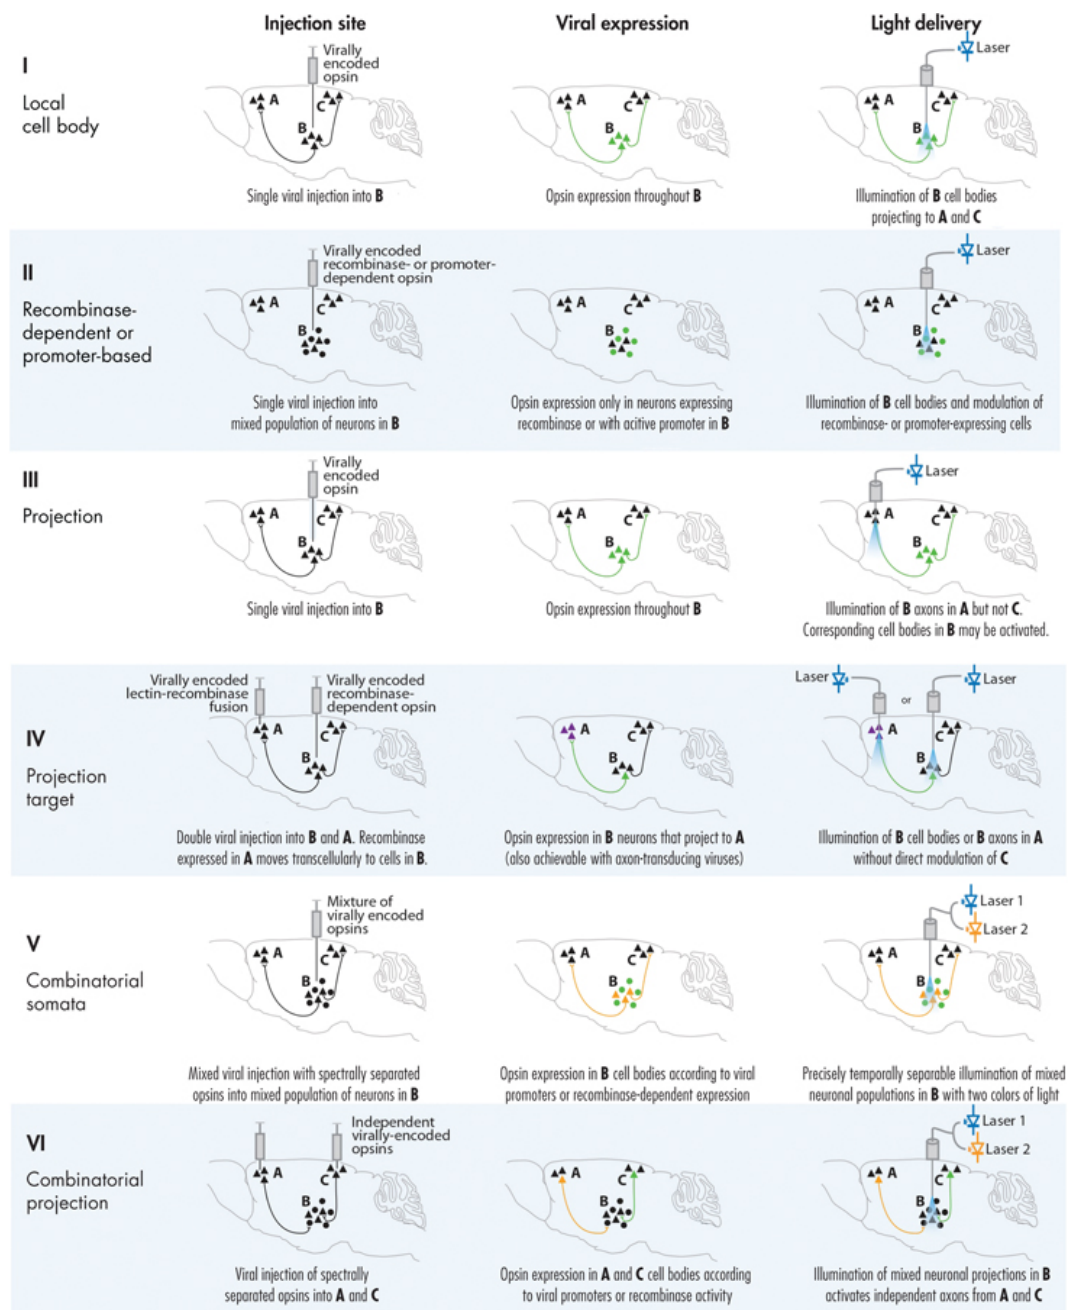 Injection site
Viral expression
Light delivery
I
Local
cell body
Virally
encoded
opsin
A
C
B
Single viral injection into B
A
C
B
Opsin expression throughout B
Laser
A
C
B
Illumination of B cell bodies
projecting to A and C
II
Recombinase-
dependent or
promoter-based
Virally encoded
recombinase- or promoter-
dependent opsin
A
C
B
Single viral injection into
mixed population of neurons in B
A
C
B
Opsin expression only in neurons expressing
recombinase or with acitive promoter in B
Laser
A
C
B
Illumination of B cell bodies and modulation of
recombinase- or promoter-expressing cells
III
Projection
Virally
encoded
opsin
A
C
B
Single viral injection into B
A
C
B
Opsin expression throughout B
Laser
A
C
B
Illumination of B axons in A but not C.
Corresponding cell bodies in B may be activated.
IV
Projection
target
Virally encoded
lectin-recombinase
fusion
Virally encoded
recombinase-
dependent opsin
A
C
B
Double viral injection into B and A. Recombinase
expressed in A moves transcellularly to cells in B.
A
C
B
Opsin expression in B neurons that project to A
(also achievable with axon-transducing viruses)
Laser
or
Laser
A
C
B
Illumination of B cell bodies or B axons in A
without direct modulation of C
V
Combinatorial
somata
Mixture of
virally encoded
opsins
A
C
B
Mixed viral injection with spectrally separated
opsins into mixed population of neurons in B
A
C
B
Opsin expression in B cell bodies according to viral
promoters or recombinase-dependent expression
Laser 1
Laser 2
A
C
B
Precisely temporally separable illumination of mixed
neuronal populations in B with two colors of light
VI
Combinatorial
projection
Independent
virally-encoded
opsins
A
C
B
Viral injection of spectrally
separated opsins into A and C
A
C
B
Opsin expression in A and C cell bodies according
to viral promoters or recombinase activity
Laser 1
Laser 2
A
C
B
Illumination of mixed neuronal projections in B
activates independent axons from A and C